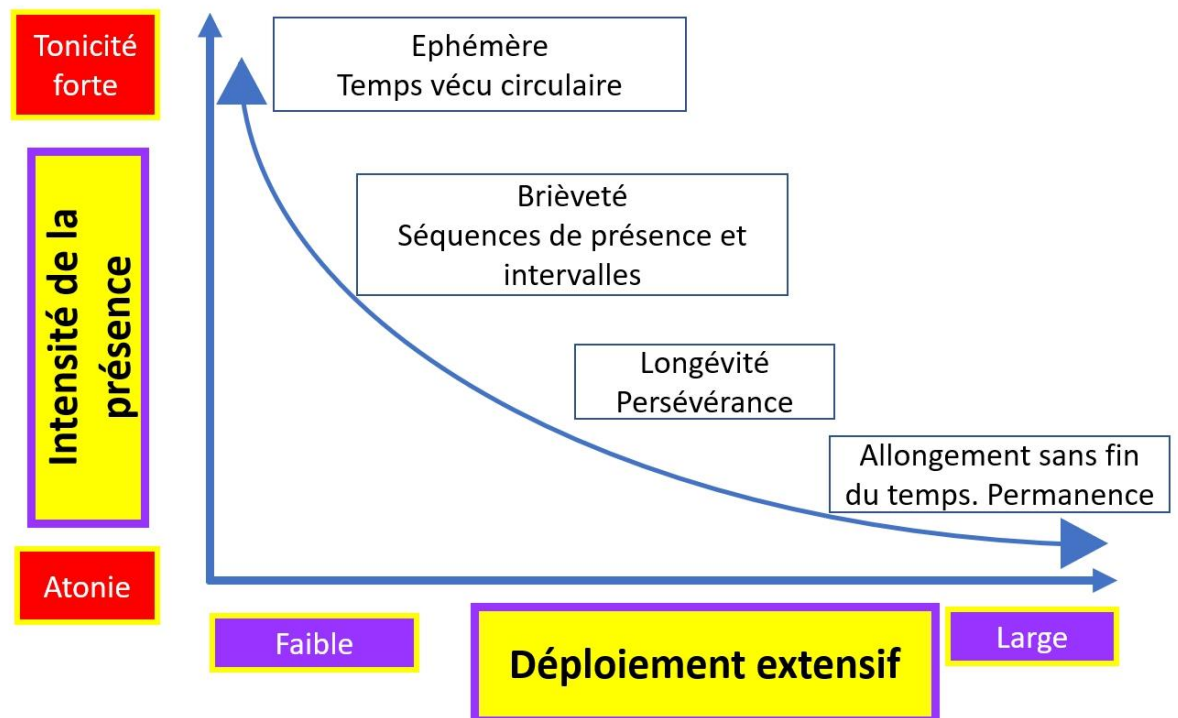 Tonicité
forte
Ephémère
Temps vécu circulaire
Intensité de la
présence
Brièveté
Séquences de présence et
intervalles
Longévité
Persévérance
Allongement sans fin
du temps. Permanence
Atonie
Faible
Déploiement extensif
Large